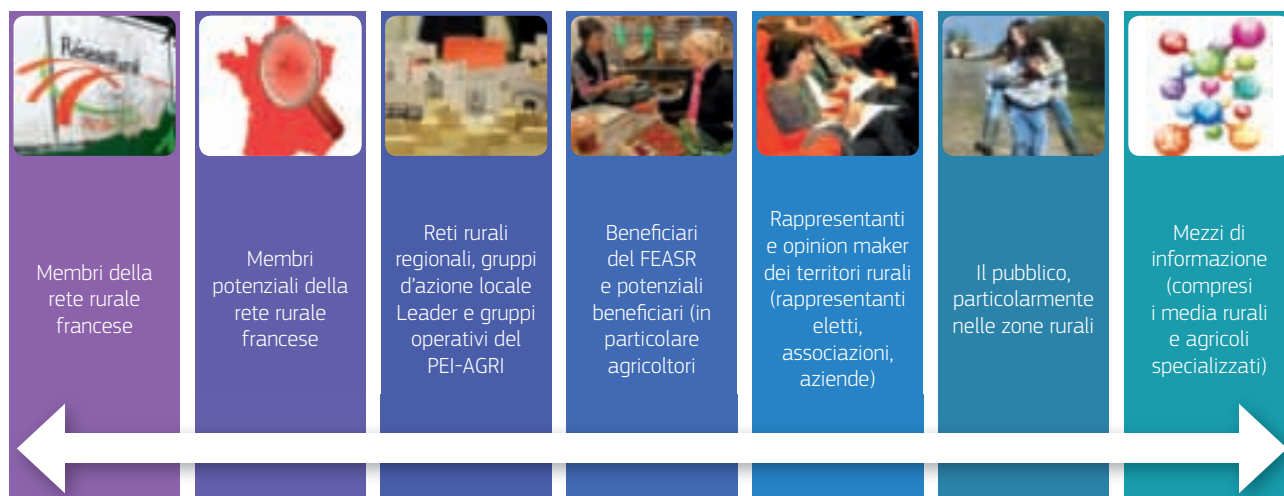 Membri della
rete rurale
francese
Membri
potenziali della
rete rurale
francese
Reti rurali
regionali, gruppi
d'azione locale
Leader e gruppi
operativi del
PEI-AGRI
Beneficiari
del FEASR
e potenziali
beneficiari (in
particolare
agricoltori
Rappresentanti
e opinion maker
dei territori rurali
(rappresentanti
eletti,
associazioni,
aziende)
Il pubblico,
particolarmente
nelle zone rurali
Mezzi di
informazione
(compresi
i media rurali
e agricoli
specializzati)